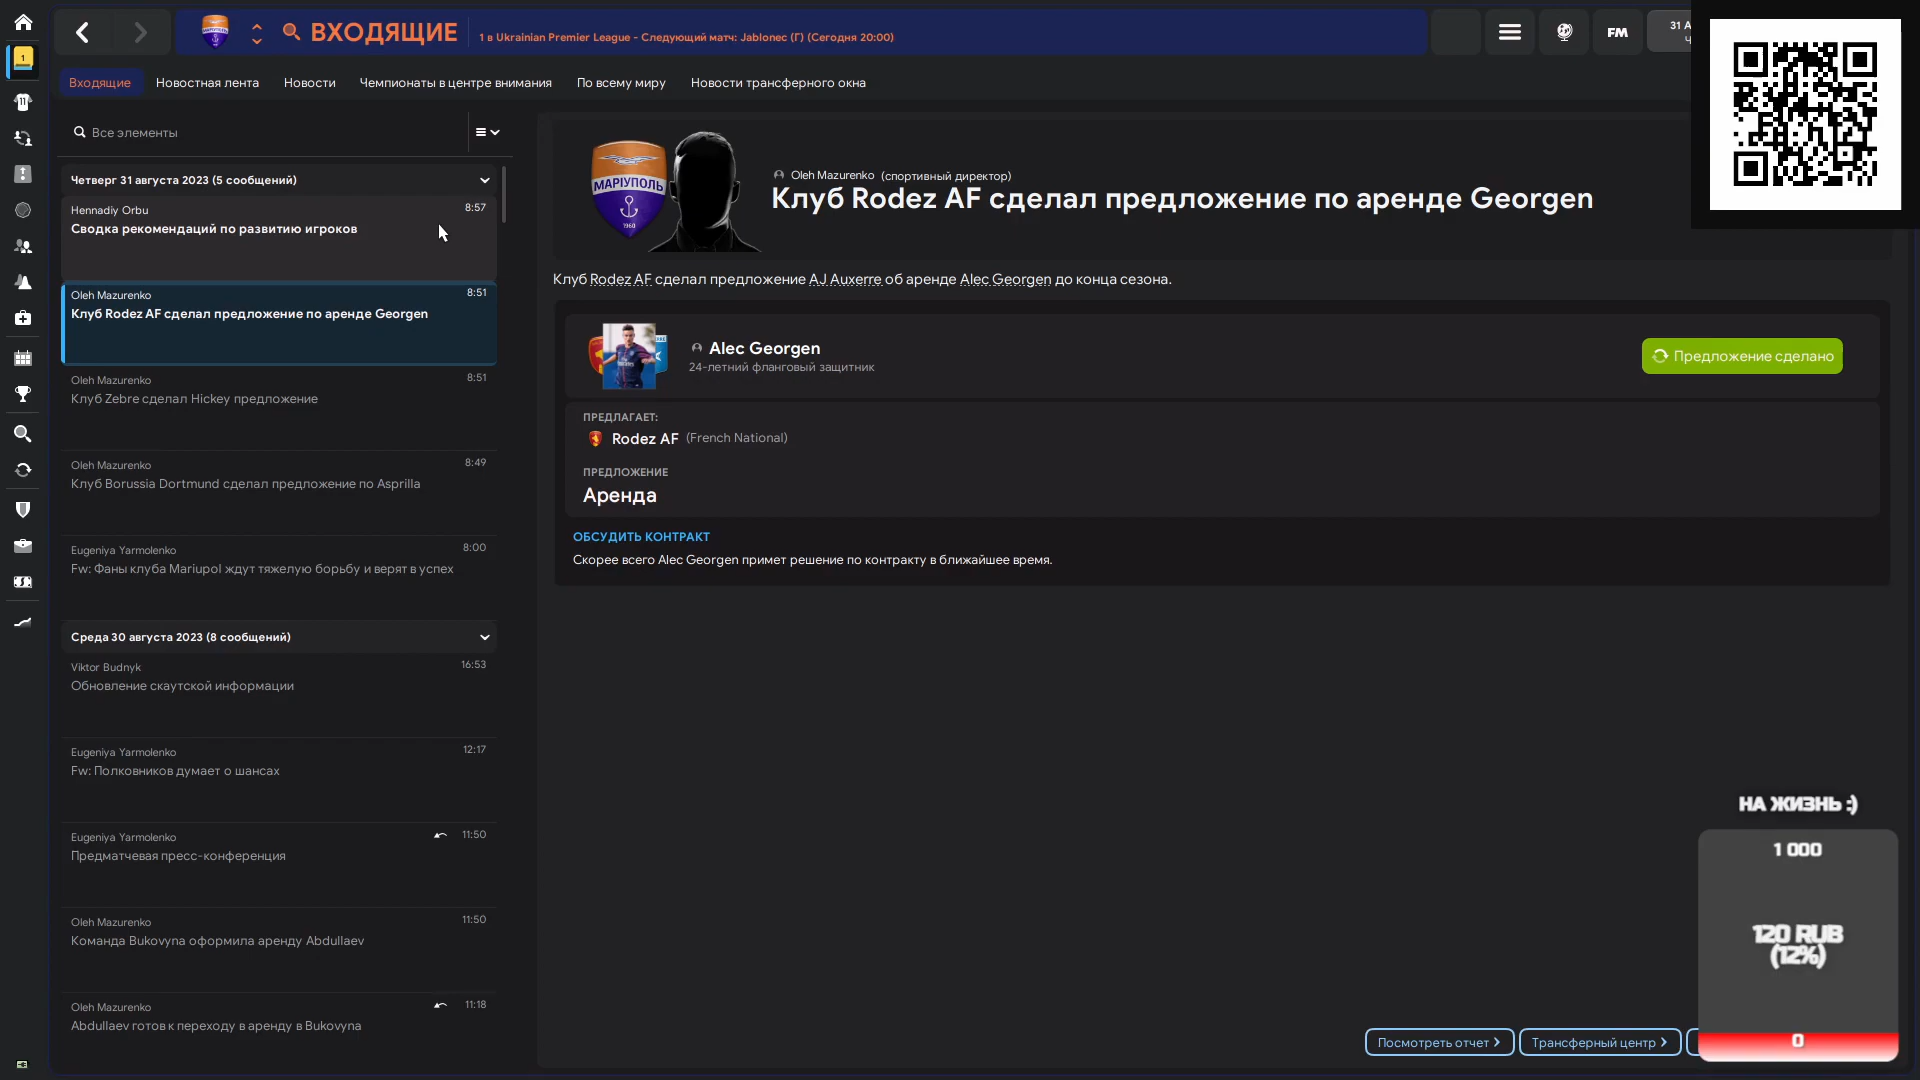 ВХОДЯЩИЕ
1 в Ukrainian Premier League - Следующий матч: Jablonec (Г) (Сегодня 20:00)
FM
31 А
Входящие
Новостная лента
Новости
Чемпионаты в центре внимания
По всему миру
Новости трансферного окна
Все элементы
Четверг 31 августа 2023 (5 сообщений)
Hennadiy Orbu 8:57
Сводка рекомендаций по развитию игроков
Oleh Mazurenko 8:51
Клуб Rodez AF сделал предложение по аренде Georgen
Oleh Mazurenko 8:51
Клуб Zebre сделал Hickey предложение
Oleh Mazurenko 8:49
Клуб Borussia Dortmund сделал предложение по Asprilla
Eugeniya Yarmolenko 8:00
Fw: Фаны клуба Mariupol ждут тяжелую борьбу и верят в успех
Среда 30 августа 2023 (8 сообщений)
Viktor Budnyk 16:53
Обновление скаутской информации
Eugeniya Yarmolenko 12:17
Fw: Полковников думает о шансах
Eugeniya Yarmolenko 11:50
Предматчевая пресс-конференция
Oleh Mazurenko 11:50
Команда Bukovyna оформила аренду Abdullaev
Oleh Mazurenko 11:18
Abdullaev готов к переходу в аренду в Bukovyna
МАРІУПОЛЬ
1960
Oleh Mazurenko (спортивный директор)
Клуб Rodez AF сделал предложение по аренде Georgen
Клуб Rodez AF сделал предложение AJ Auxerre об аренде Alec Georgen до конца сезона.
Alec Georgen
24-летний фланговый защитник
Предложение сделано
ПРЕДЛАГАЕТ:
Rodez AF (French National)
ПРЕДЛОЖЕНИЕ
Аренда
ОБСУДИТЬ КОНТРАКТ
Скорее всего Alec Georgen примет решение по контракту в ближайшее время.
Посмотреть отчет
Трансферный центр
НА ЖИЗНЬ :)
1 000
120 RUB
(12%)
0